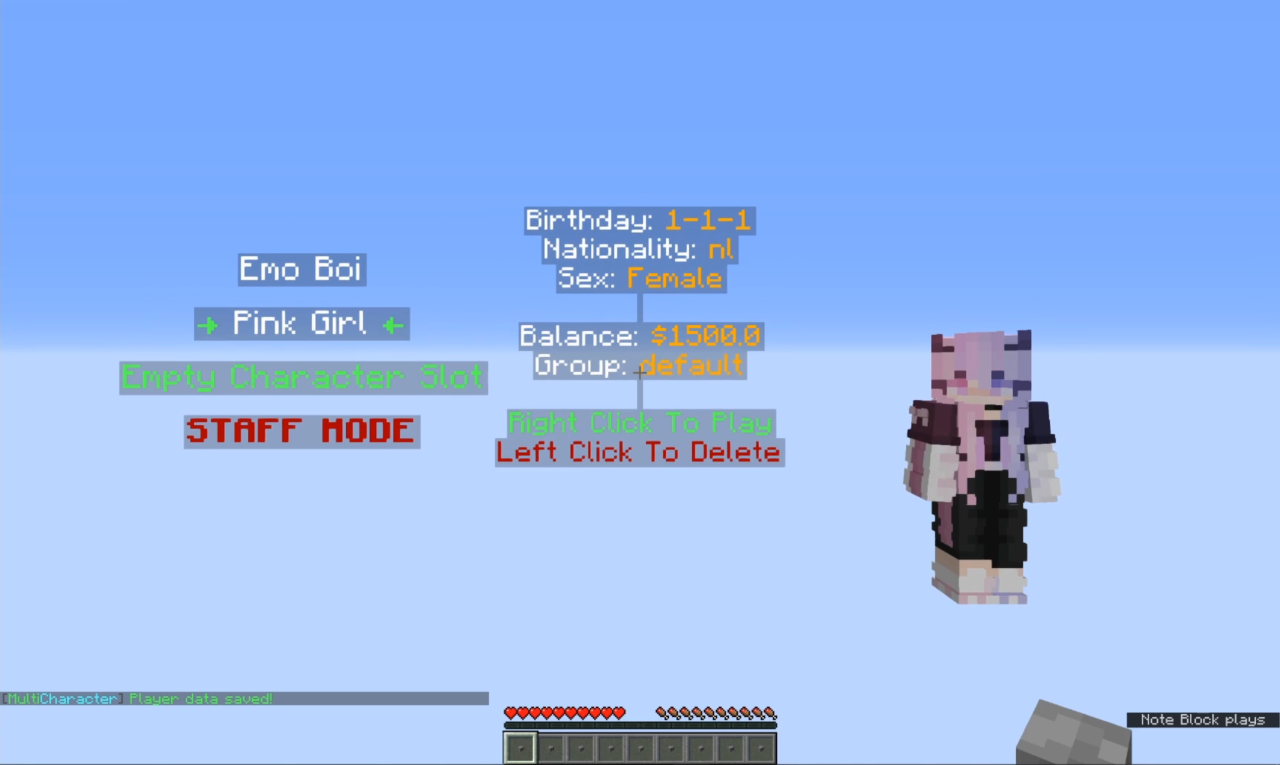 Birthday: 1-1-1
Nationality: nl
Sex: Female
Emo Boi
→ Pink Girl ←
Balance: $1500.0
Group: default
Empty Character Slot
STAFF MODE
Right Click To Play
Left Click To Delete
[MultiCharacter] Player data saved!
Note Block plays